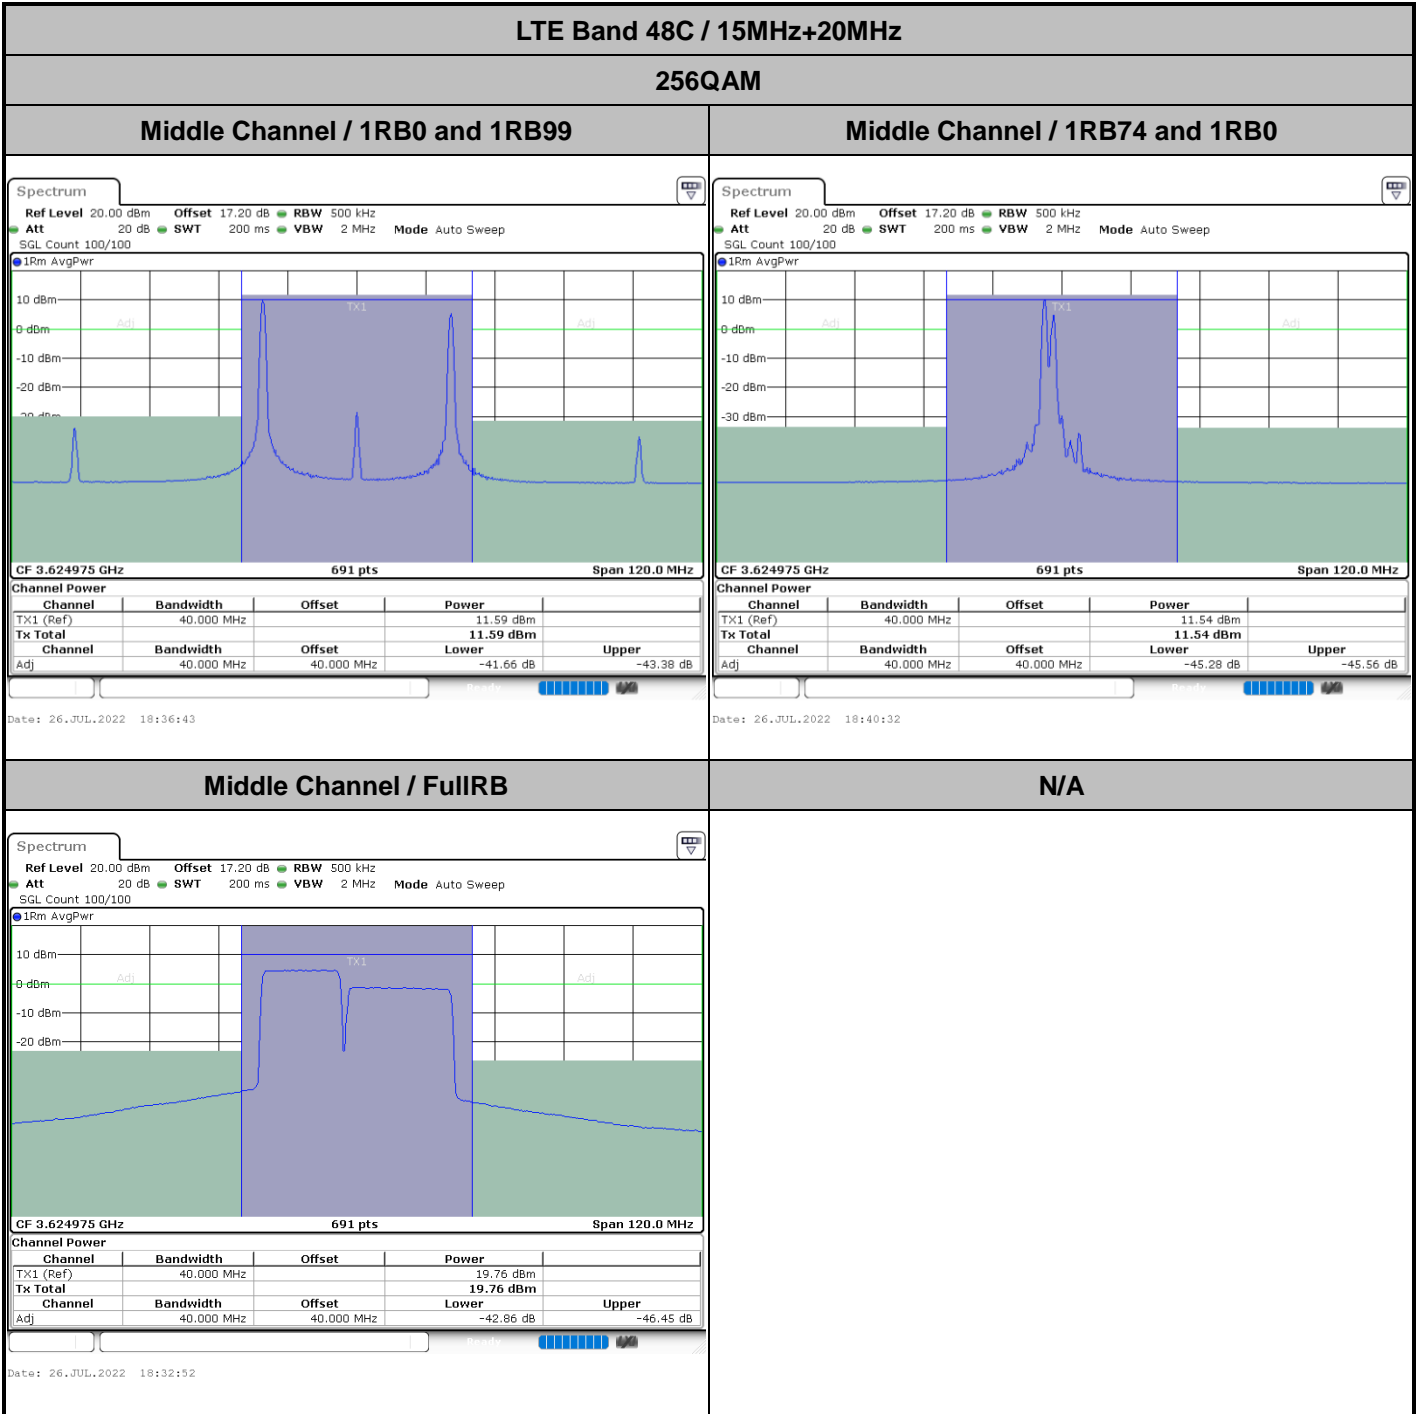 LTE Band 48C / 15MHz+20MHz
256QAM
Middle Channel / 1RB0 and 1RB99
Middle Channel / 1RB74 and 1RB0
Spectrum
Ref Level 20.00 dBm Offset 17.20 dB RBW 500 kHz
Att 20 dB SWT 200 ms VBW 2 MHz Mode Auto Sweep
SGL Count 100/100
1Rm AvgPwr
10 dBm
TX1
Adj
Adj
0 dBm
-10 dBm
-20 dBm
-30 dBm
CF 3.624975 GHz 691 pts Span 120.0 MHz
Channel Power
Channel Bandwidth Offset Power
TX1 (Ref) 40.000 MHz 11.59 dBm
Tx Total 11.59 dBm
Channel Bandwidth Offset Lower Upper
Adj 40.000 MHz 40.000 MHz -41.66 dB -43.38 dB
Ready
Date: 26.JUL.2022 18:36:43
Spectrum
Ref Level 20.00 dBm Offset 17.20 dB RBW 500 kHz
Att 20 dB SWT 200 ms VBW 2 MHz Mode Auto Sweep
SGL Count 100/100
1Rm AvgPwr
10 dBm
TX1
Adj
Adj
0 dBm
-10 dBm
-20 dBm
-30 dBm
CF 3.624975 GHz 691 pts Span 120.0 MHz
Channel Power
Channel Bandwidth Offset Power
TX1 (Ref) 40.000 MHz 11.54 dBm
Tx Total 11.54 dBm
Channel Bandwidth Offset Lower Upper
Adj 40.000 MHz 40.000 MHz -45.28 dB -45.56 dB
Ready
Date: 26.JUL.2022 18:40:32
Middle Channel / FullRB
N/A
Spectrum
Ref Level 20.00 dBm Offset 17.20 dB RBW 500 kHz
Att 20 dB SWT 200 ms VBW 2 MHz Mode Auto Sweep
SGL Count 100/100
1Rm AvgPwr
10 dBm
TX1
Adj
Adj
0 dBm
-10 dBm
-20 dBm
CF 3.624975 GHz 691 pts Span 120.0 MHz
Channel Power
Channel Bandwidth Offset Power
TX1 (Ref) 40.000 MHz 19.76 dBm
Tx Total 19.76 dBm
Channel Bandwidth Offset Lower Upper
Adj 40.000 MHz 40.000 MHz -42.86 dB -46.45 dB
Ready
Date: 26.JUL.2022 18:32:52